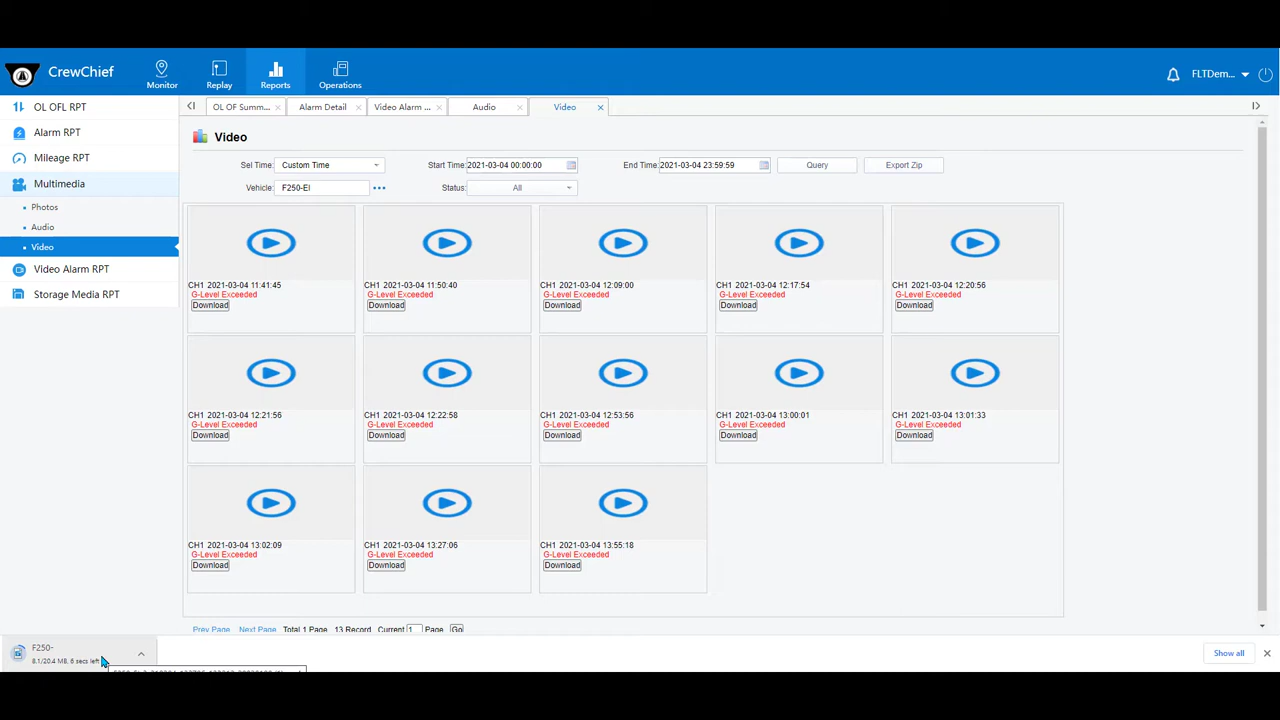 CrewChief
Monitor
Replay
Reports
Operations
FLTDem...
OL OFL RPT
Alarm RPT
Mileage RPT
Multimedia
Photos
Audio
Video
Video Alarm RPT
Storage Media RPT
OL OF Summ...
Alarm Detail
Video Alarm ...
Audio
Video
Video
Sel Time: Custom Time
Start Time: 2021-03-04 00:00:00
End Time: 2021-03-04 23:59:59
Query
Export Zip
Vehicle: F250-EI
Status: All
CH1 2021-03-04 11:41:45
G-Level Exceeded
Download
CH1 2021-03-04 11:50:40
G-Level Exceeded
Download
CH1 2021-03-04 12:09:00
G-Level Exceeded
Download
CH1 2021-03-04 12:17:54
G-Level Exceeded
Download
CH1 2021-03-04 12:20:56
G-Level Exceeded
Download
CH1 2021-03-04 12:21:56
G-Level Exceeded
Download
CH1 2021-03-04 12:22:58
G-Level Exceeded
Download
CH1 2021-03-04 12:53:56
G-Level Exceeded
Download
CH1 2021-03-04 13:00:01
G-Level Exceeded
Download
CH1 2021-03-04 13:01:33
G-Level Exceeded
Download
CH1 2021-03-04 13:02:09
G-Level Exceeded
Download
CH1 2021-03-04 13:27:06
G-Level Exceeded
Download
CH1 2021-03-04 13:55:18
G-Level Exceeded
Download
Prev Page Next Page Total 1 Page 13 Record Current 1 Page Go
F250-
8.1/20.4 MB, 6 secs left
Show all